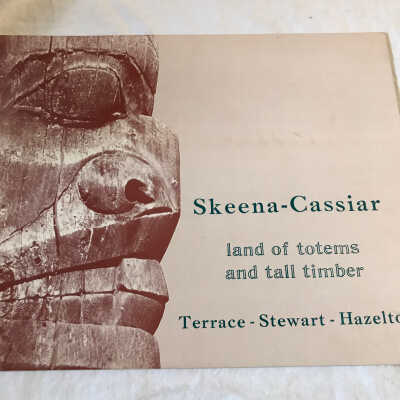 Skeena-Cassiar
land of totems
and tall timber
Terrace - Stewart - Hazelto